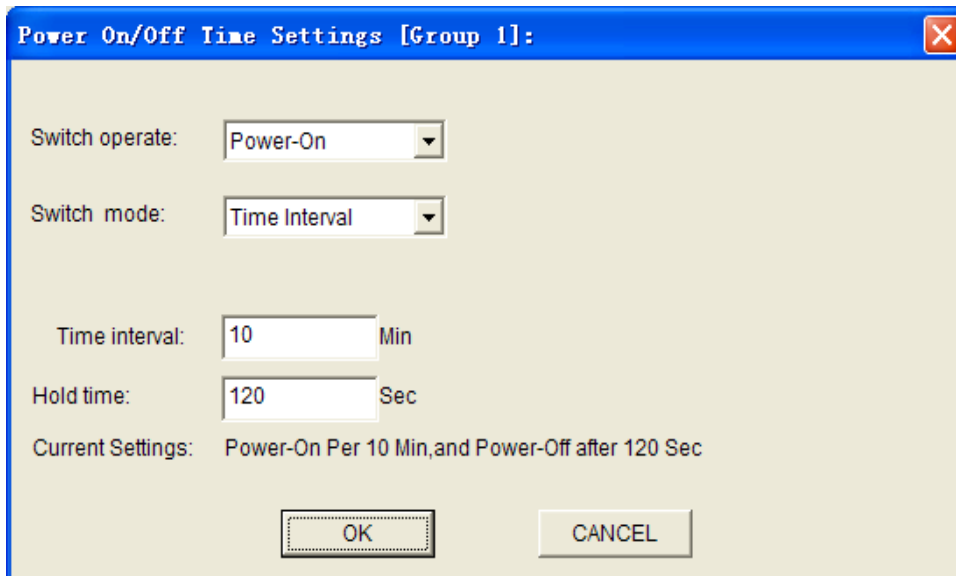 Power On/Off Time Settings [Group 1]:
Switch operate: Power-On
Switch mode: Time Interval
Time interval: 10 Min
Hold time: 120 Sec
Current Settings: Power-On Per 10 Min,and Power-Off after 120 Sec
OK CANCEL